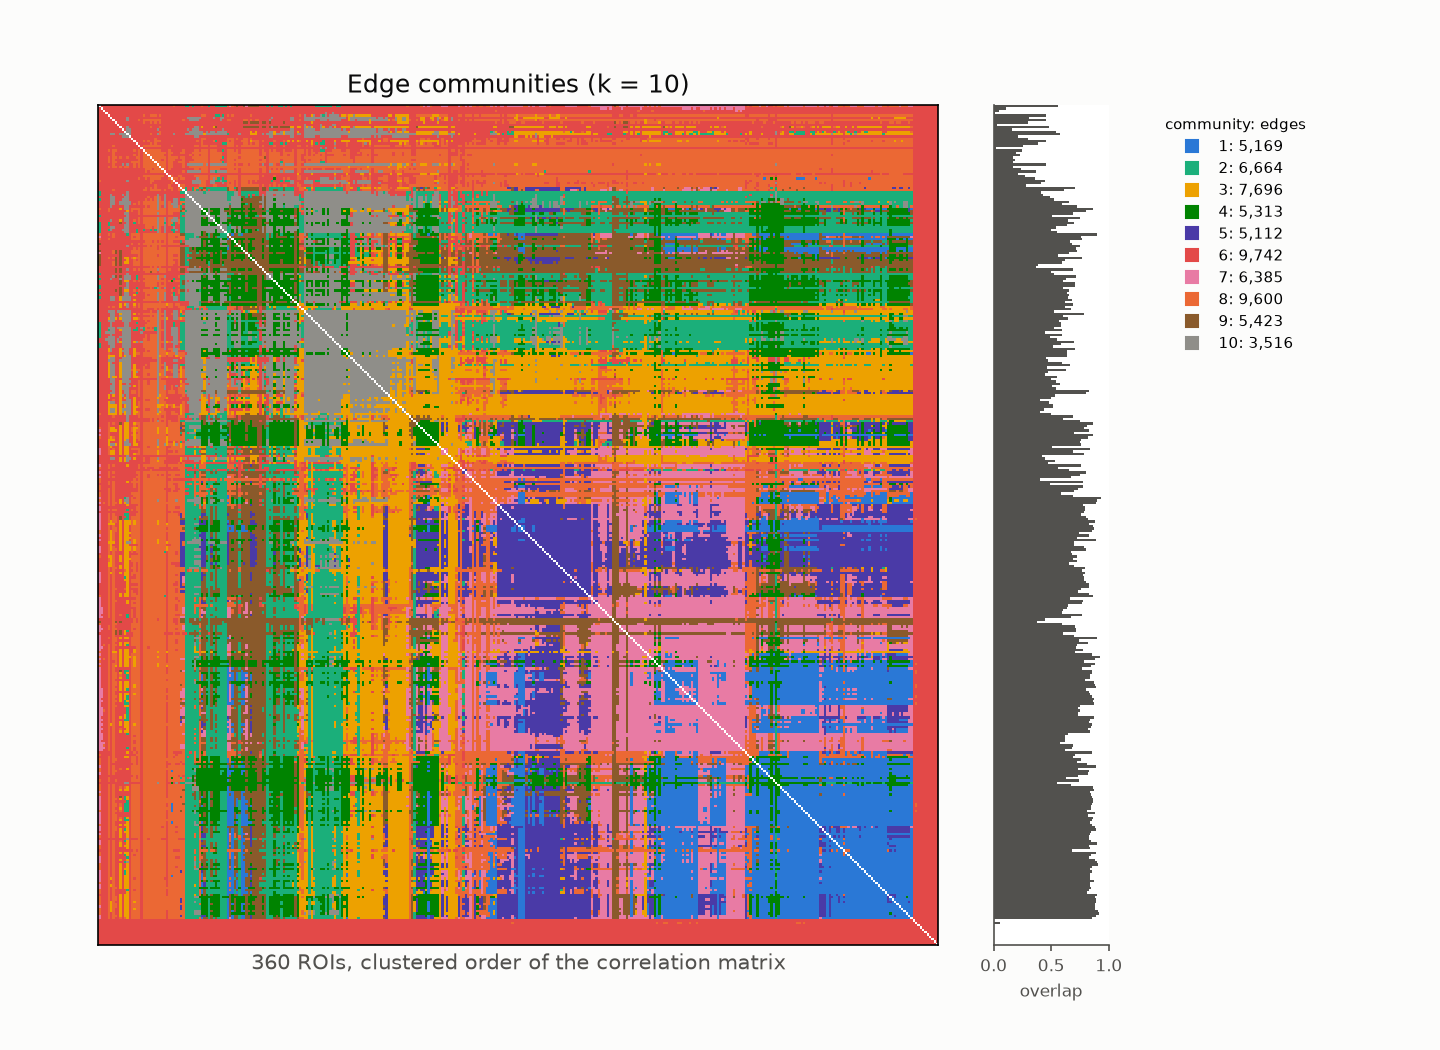 Edge communities (k = 10)
community: edges
1: 5,169
2: 6,664
3: 7,696
4: 5,313
5: 5,112
6: 9,742
7: 6,385
8: 9,600
9: 5,423
10: 3,516
360 ROIs, clustered order of the correlation matrix
0.0 0.5 1.0
overlap